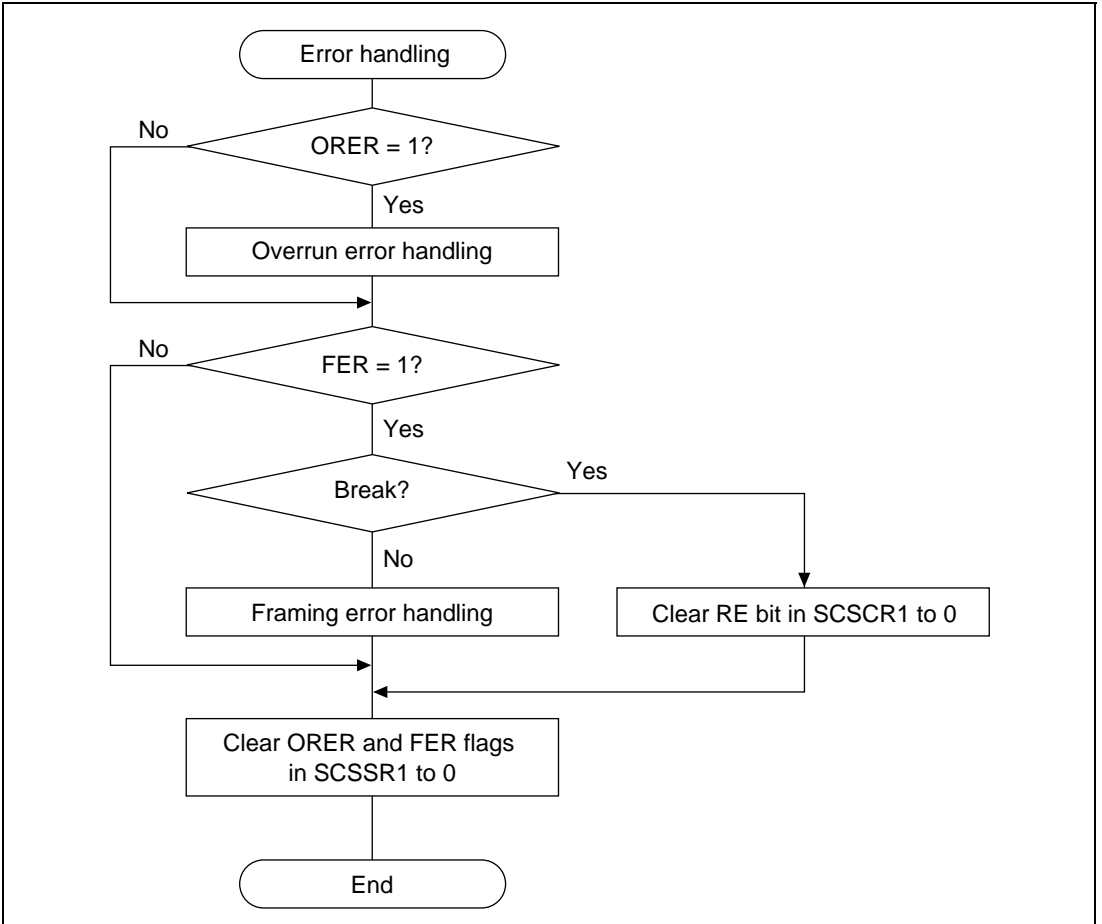 Error handling
No
ORER = 1?
Yes
Overrun error handling
No
FER = 1?
Yes
Break?
Yes
No
Framing error handling
Clear RE bit in SCSCR1 to 0
Clear ORER and FER flags
in SCSSR1 to 0
End